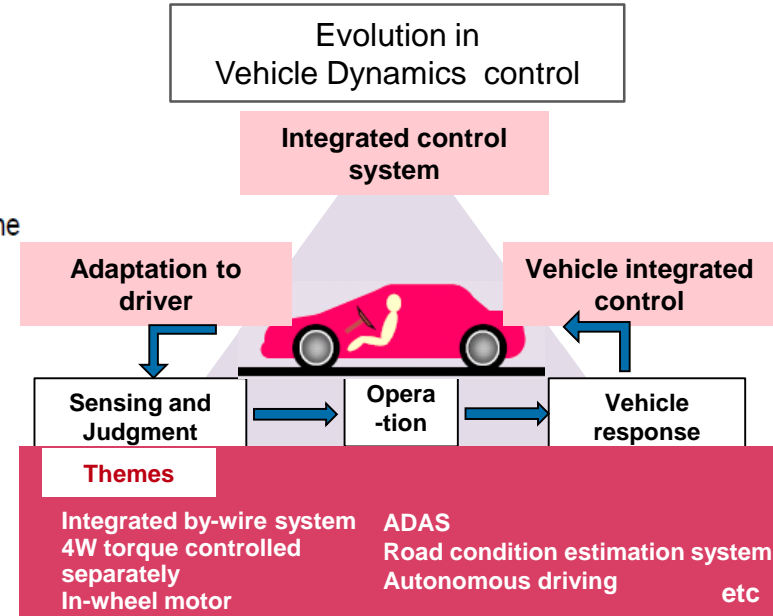 Evolution in
Vehicle Dynamics control
Integrated control
system
ne
Adaptation to
driver
Vehicle integrated
control
Sensing and
Judgment
Opera
-tion
Vehicle
response
Themes
Integrated by-wire system
4W torque controlled
separately
In-wheel motor
ADAS
Road condition estimation system
Autonomous driving
etc